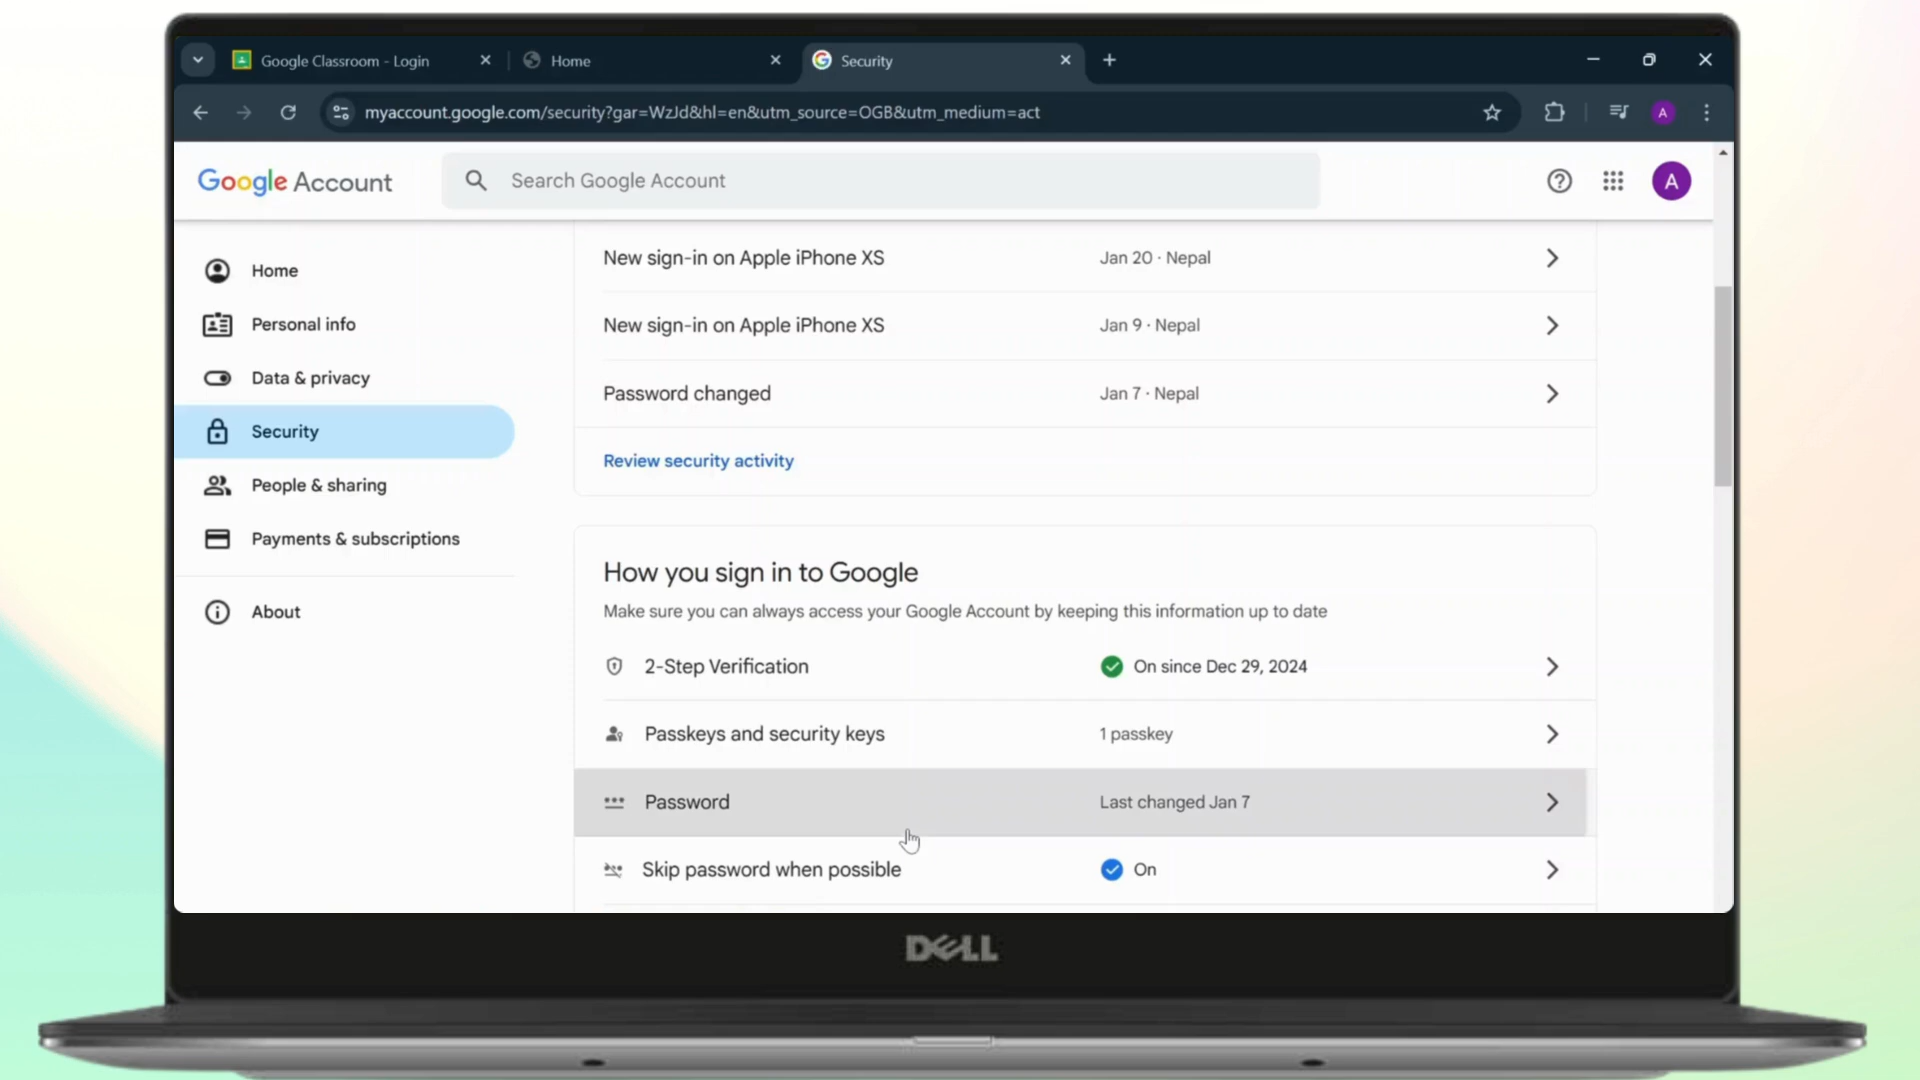 Google Classroom - Login
Home
Security
myaccount.google.com/security?gar=WzJd&hl=en&utm_source=OGB&utm_medium=act
A
Google Account
Search Google Account
A
Home
Personal info
Data & privacy
Security
People & sharing
Payments & subscriptions
About
New sign-in on Apple iPhone XS
Jan 20 · Nepal
New sign-in on Apple iPhone XS
Jan 9 · Nepal
Password changed
Jan 7 · Nepal
Review security activity
How you sign in to Google
Make sure you can always access your Google Account by keeping this information up to date
2-Step Verification
On since Dec 29, 2024
Passkeys and security keys
1 passkey
Password
Last changed Jan 7
Skip password when possible
On
DELL